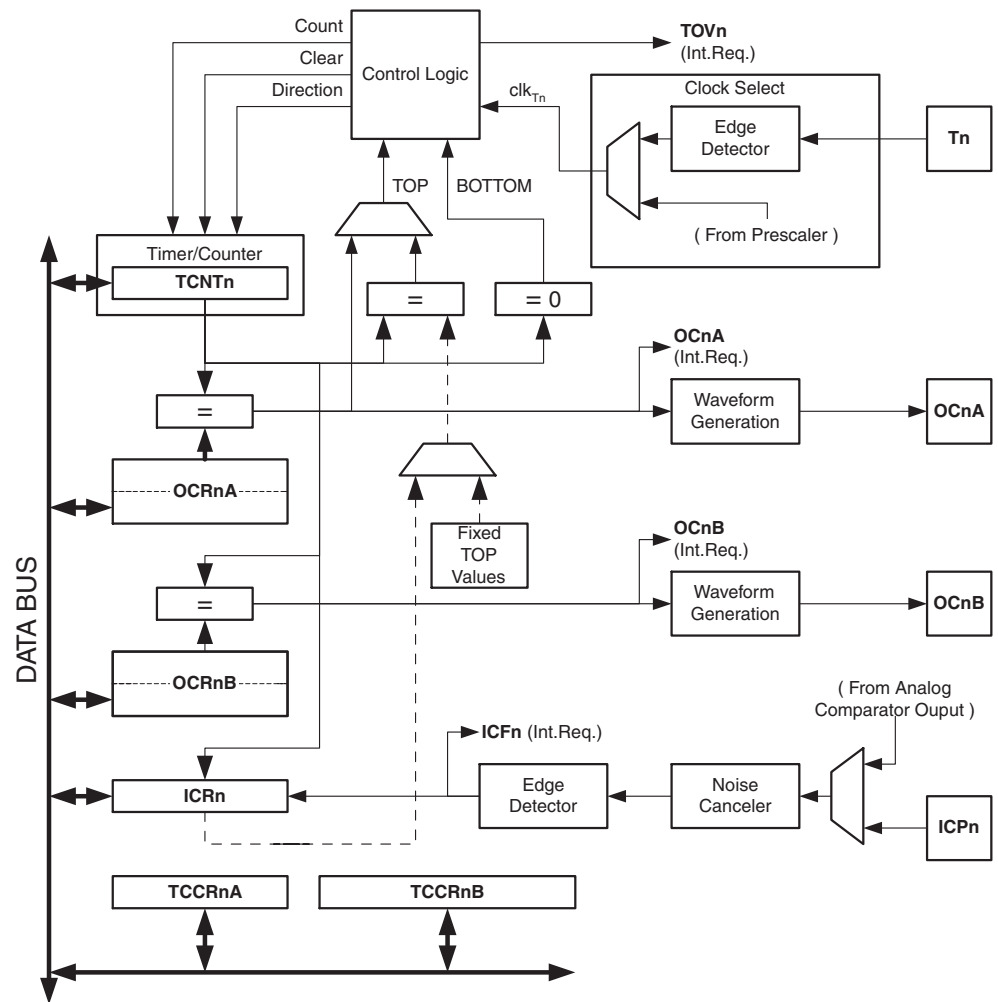 Count
Clear
Direction
Control Logic
TOVn
(Int.Req.)
clkTn
Clock Select
Edge
Detector
Tn
( From Prescaler )
TOP
BOTTOM
Timer/Counter
TCNTn
=
= 0
OCnA
(Int.Req.)
=
Waveform
Generation
OCnA
OCRnA
Fixed
TOP
Values
OCnB
(Int.Req.)
=
Waveform
Generation
OCnB
OCRnB
DATA BUS
( From Analog
Comparator Ouput )
ICFn (Int.Req.)
ICRn
Edge
Detector
Noise
Canceler
ICPn
TCCRnA
TCCRnB